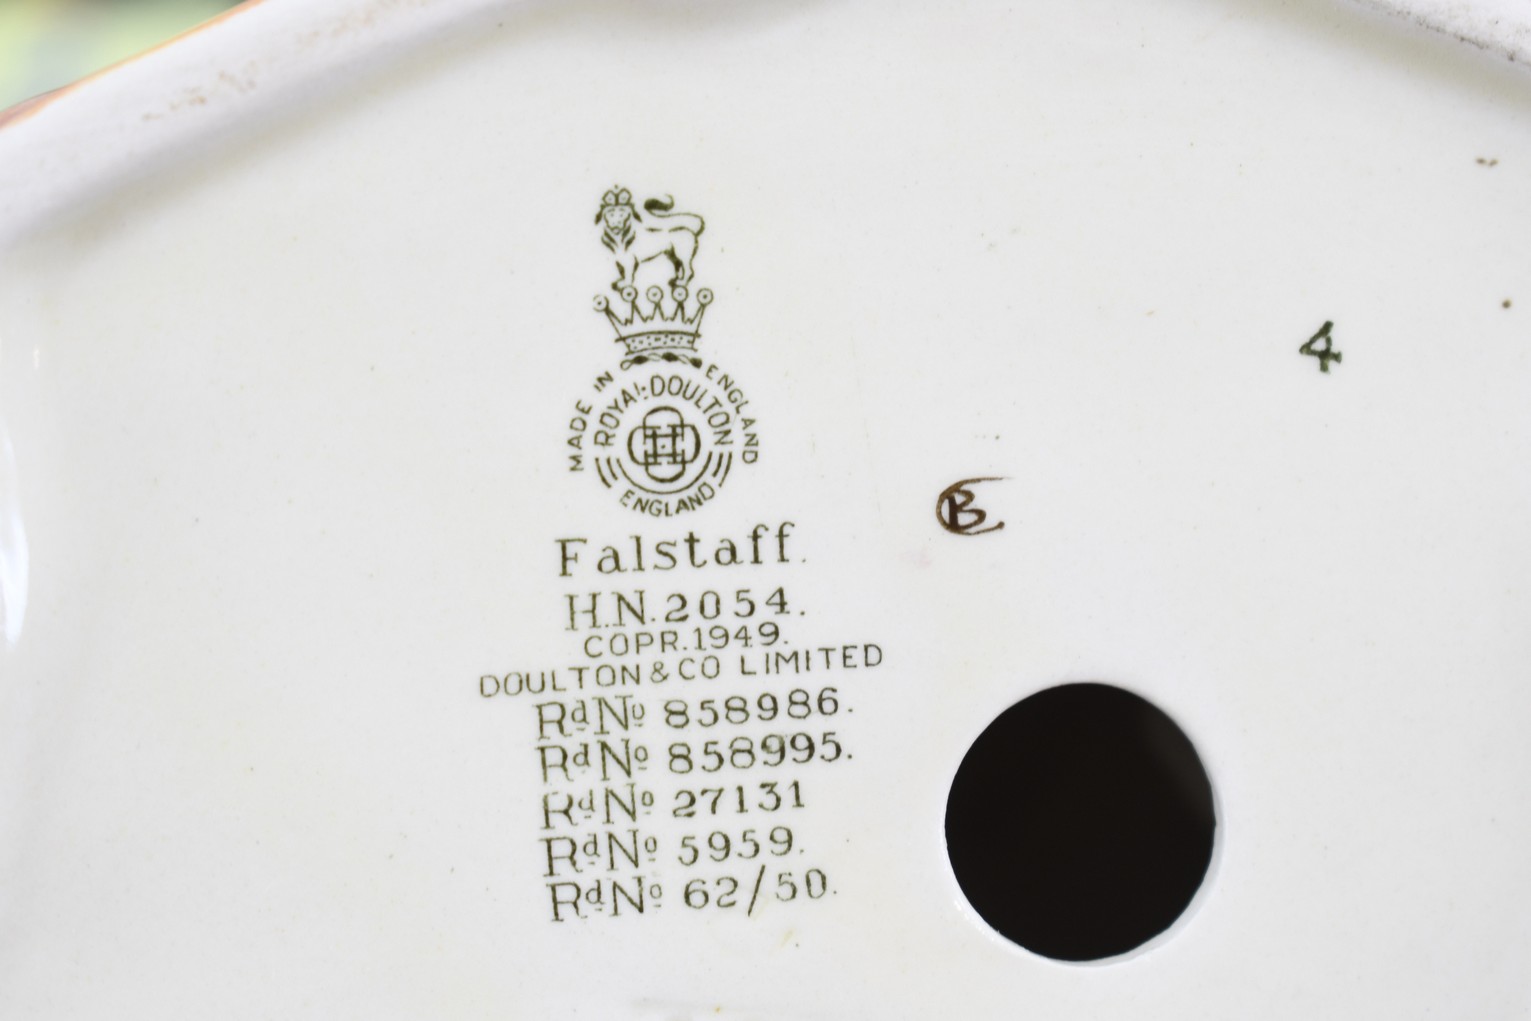 MADE IN ENGLAND
ROYAL DOULTON
ENGLAND
Falstaff.
H.N.2054.
COPR.1949.
DOULTON & CO LIMITED
Rd No 858986.
Rd No 858995.
Rd No 27131
Rd No 5959.
Rd No 62/50.
CB
4